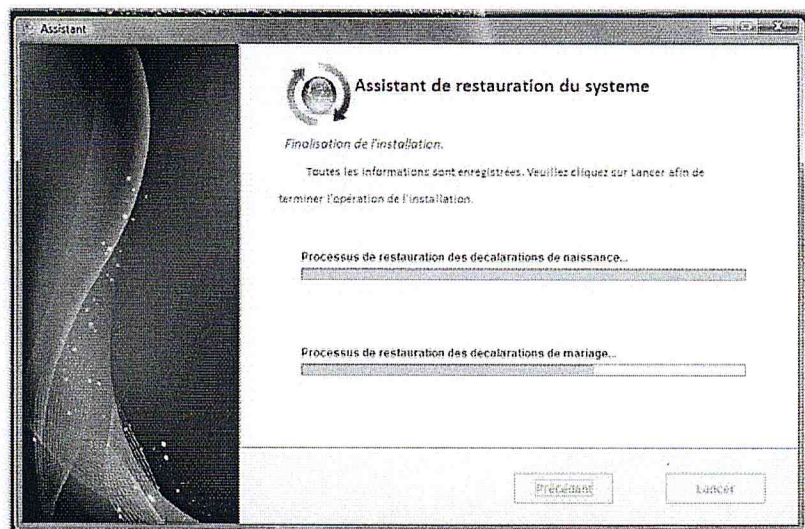 Assistant
Assistant de restauration du systeme
Finalisation de l'installation.
Toutes les informations sont enregistrées. Veuillez cliquez sur Lancer afin de
terminer l'opération de l'installation.
Processus de restauration des decalarations de naissance...
Processus de restauration des decalarations de mariage...
Précédant
Lancer